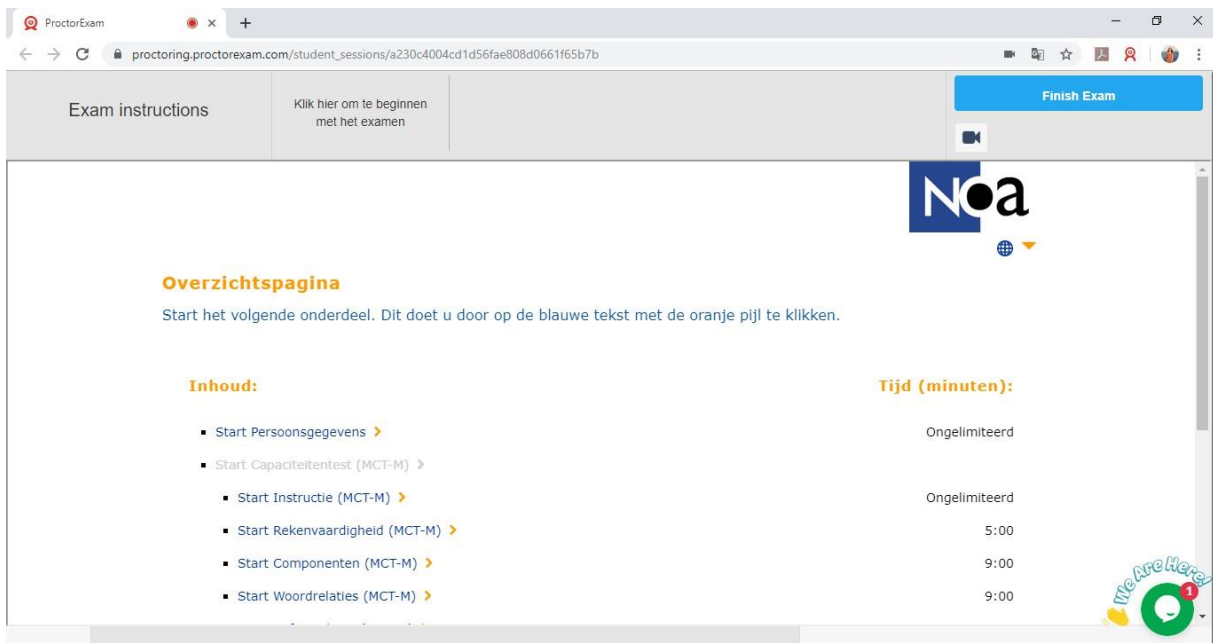 ProctorExam
proctoring.proctorexam.com/student_sessions/a230c4004cd1d56fae808d0661f65b7b
Exam instructions
Klik hier om te beginnen
met het examen
Finish Exam
Noa
Overzichtspagina
Start het volgende onderdeel. Dit doet u door op de blauwe tekst met de oranje pijl te klikken.
Inhoud: Tijd (minuten):
Start Persoonsgegevens Ongelimiteerd
Start Capaciteitentest (MCT-M)
Start Instructie (MCT-M) Ongelimiteerd
Start Rekenvaardigheid (MCT-M) 5:00
Start Componenten (MCT-M) 9:00
Start Woordrelaties (MCT-M) 9:00
We Are Here!
1